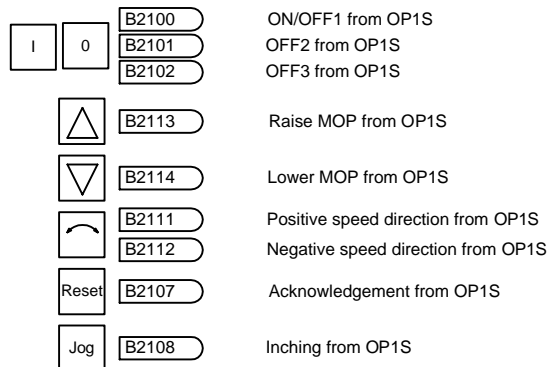 B2100 ON/OFF1 from OP1S
I 0 B2101 OFF2 from OP1S
B2102 OFF3 from OP1S
B2113 Raise MOP from OP1S
B2114 Lower MOP from OP1S
B2111 Positive speed direction from OP1S
B2112 Negative speed direction from OP1S
Reset B2107 Acknowledgement from OP1S
Jog B2108 Inching from OP1S